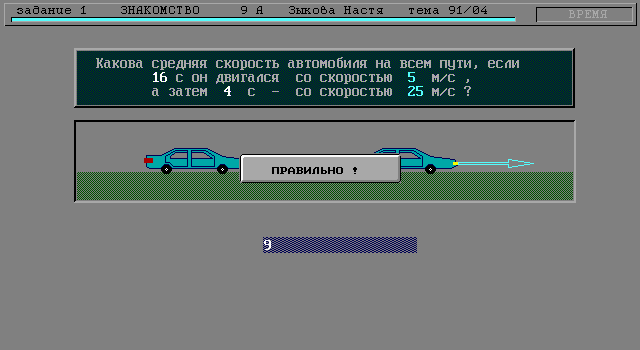 задание 1 ЗНАКОМСТВО 9 А Зыкова Настя тема 91/04 ВРЕМЯ
Какова средняя скорость автомобиля на всем пути, если
16 с он двигался со скоростью 5 м/с ,
а затем 4 с - со скоростью 25 м/с ?
ПРАВИЛЬНО !
9